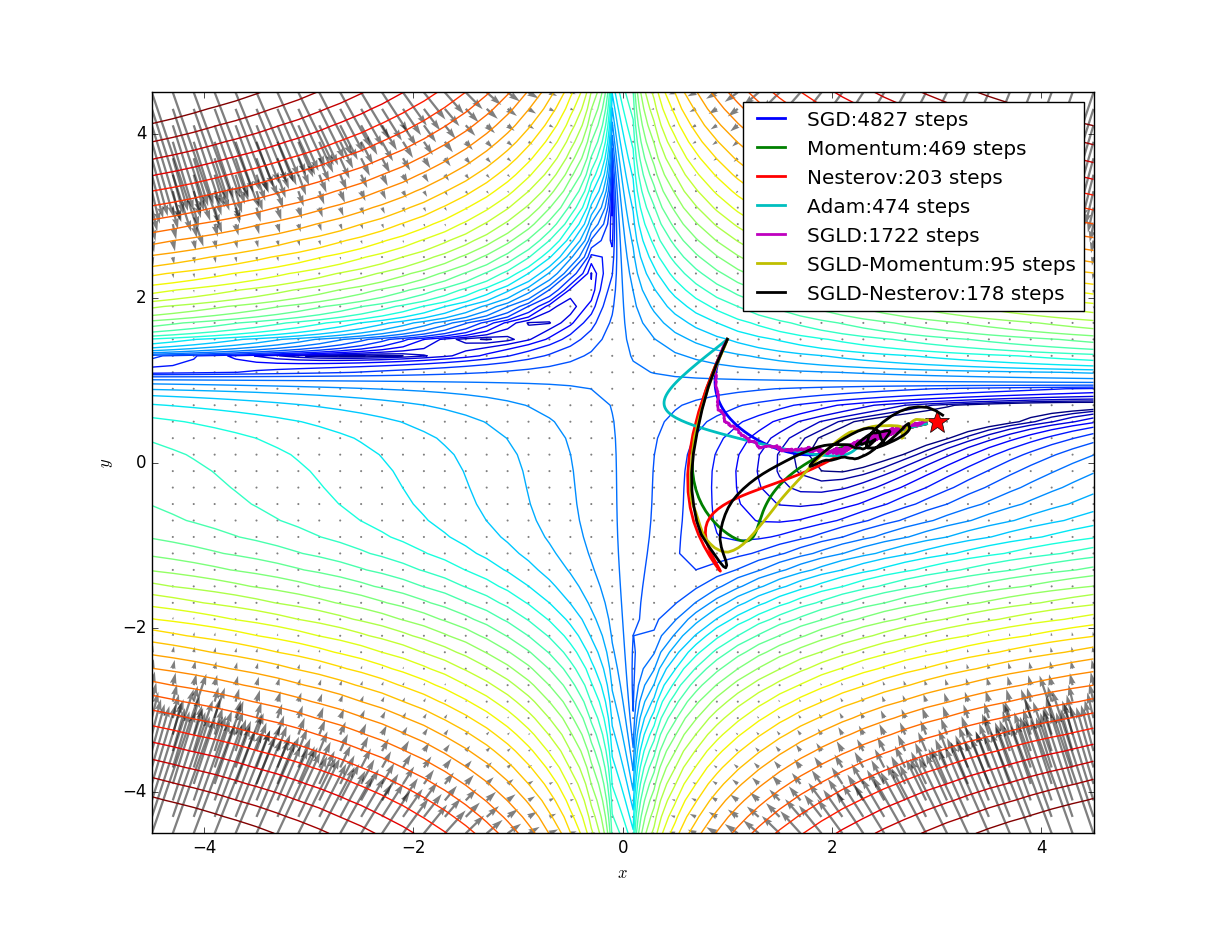 SGD:4827 steps
Momentum:469 steps
Nesterov:203 steps
Adam:474 steps
SGLD:1722 steps
SGLD-Momentum:95 steps
SGLD-Nesterov:178 steps
4
2
y
0
−2
−4
−4 −2 0 2 4
x